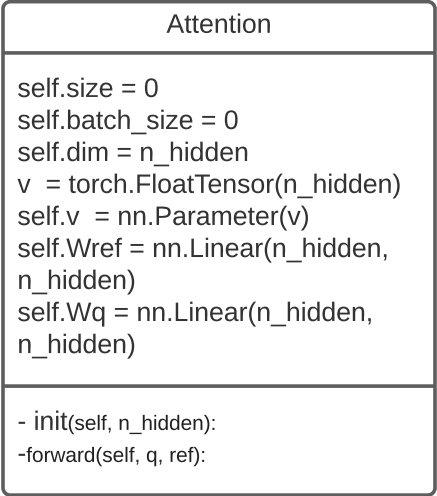 Attention
self.size = 0
self.batch_size = 0
self.dim = n_hidden
v  = torch.FloatTensor(n_hidden)
self.v  = nn.Parameter(v)
self.Wref = nn.Linear(n_hidden,
n_hidden)
self.Wq = nn.Linear(n_hidden,
n_hidden)
- init(self, n_hidden):
-forward(self, q, ref):